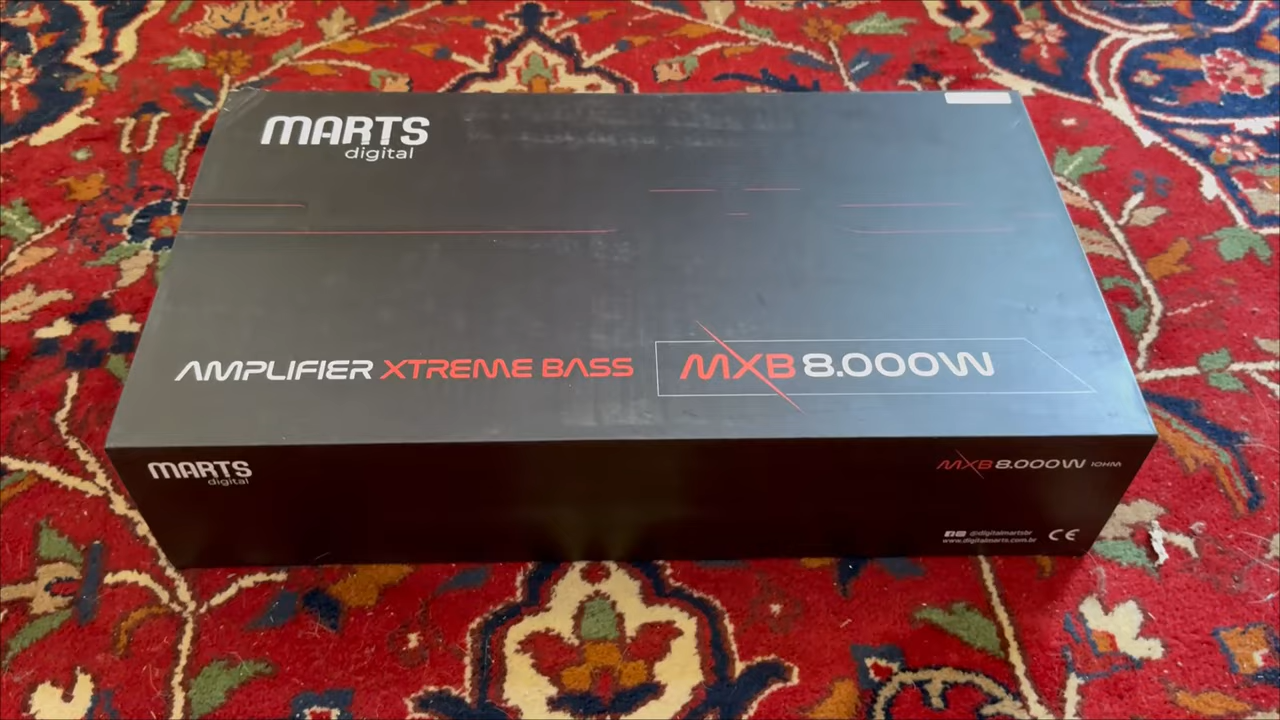 MARTS
digital
AMPLIFIER XTREME BASS
MXB 8.000W
MARTS
digital
MXB 8.000W 1OHM
@digitalmartsbr
www.digitalmarts.com.br
CE